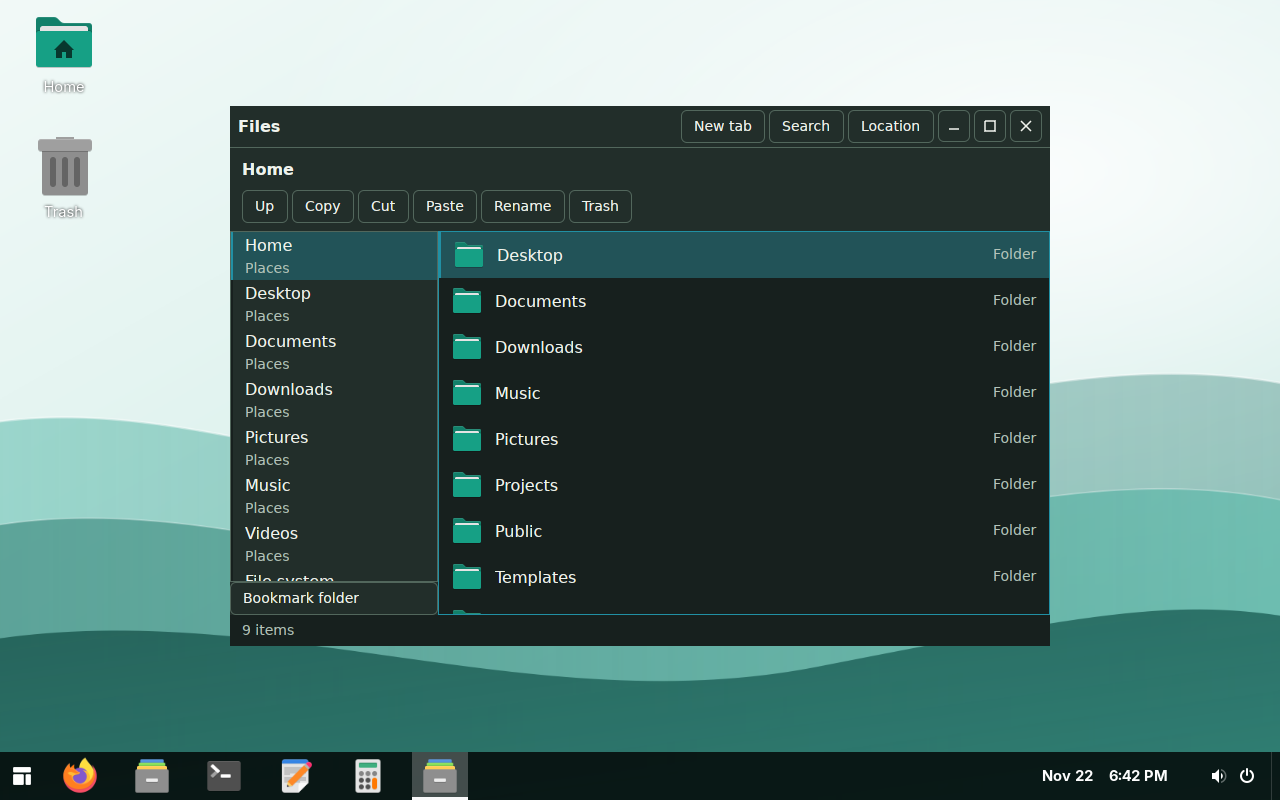 Home
Trash
Files
New tab
Search
Location
Home
Up
Copy
Cut
Paste
Rename
Trash
Home
Places
Desktop
Places
Documents
Places
Downloads
Places
Pictures
Places
Music
Places
Videos
Places
File system
Bookmark folder
Desktop
Folder
Documents
Folder
Downloads
Folder
Music
Folder
Pictures
Folder
Projects
Folder
Public
Folder
Templates
Folder
9 items
Nov 22
6:42 PM